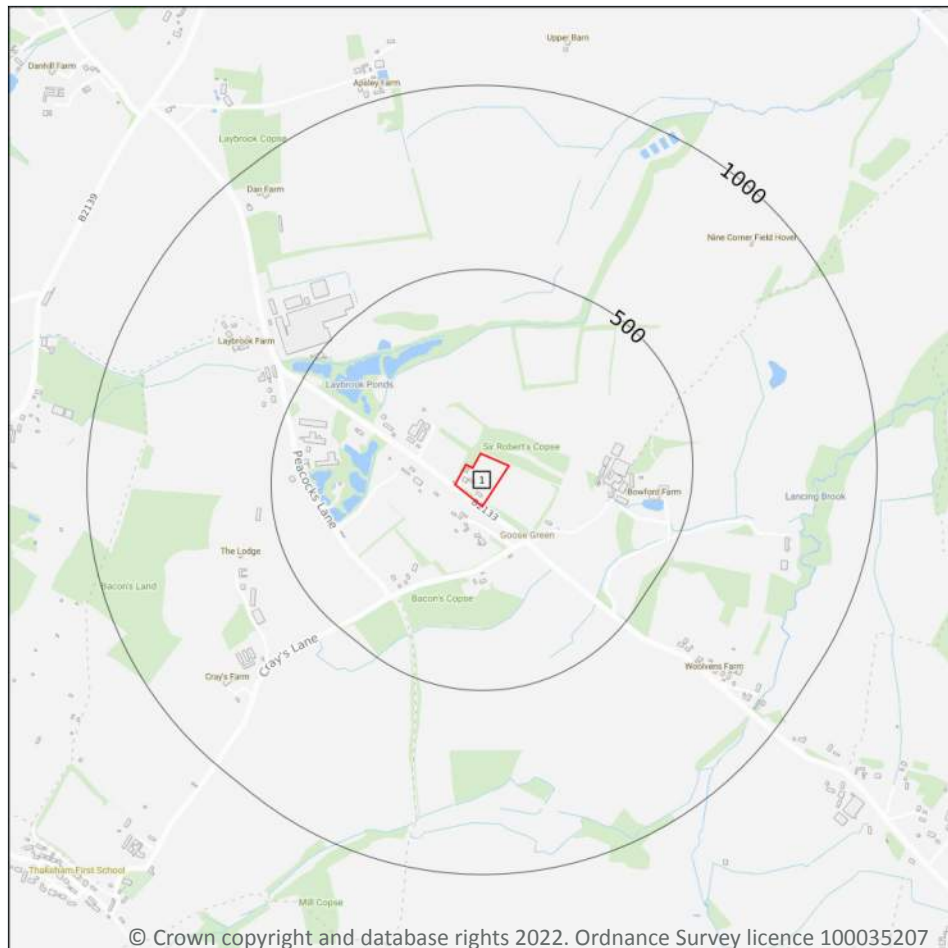 Upper Barn
Danhill Farm
Apsley Farm
Laybrook Copse
1000
Dan Farm
B2139
Nine Corner Field Hovel
500
Laybrook Farm
Laybrook Ponds
Sir Robert's Copse
1
Peacocks Lane
Bowford Farm
Lancing Brook
B2133
Goose Green
The Lodge
Bacon's Land
Bacon's Copse
Cray's Lane
Cray's Farm
Woolvens Farm
Thakeham First School
Mill Copse
© Crown copyright and database rights 2022. Ordnance Survey licence 100035207